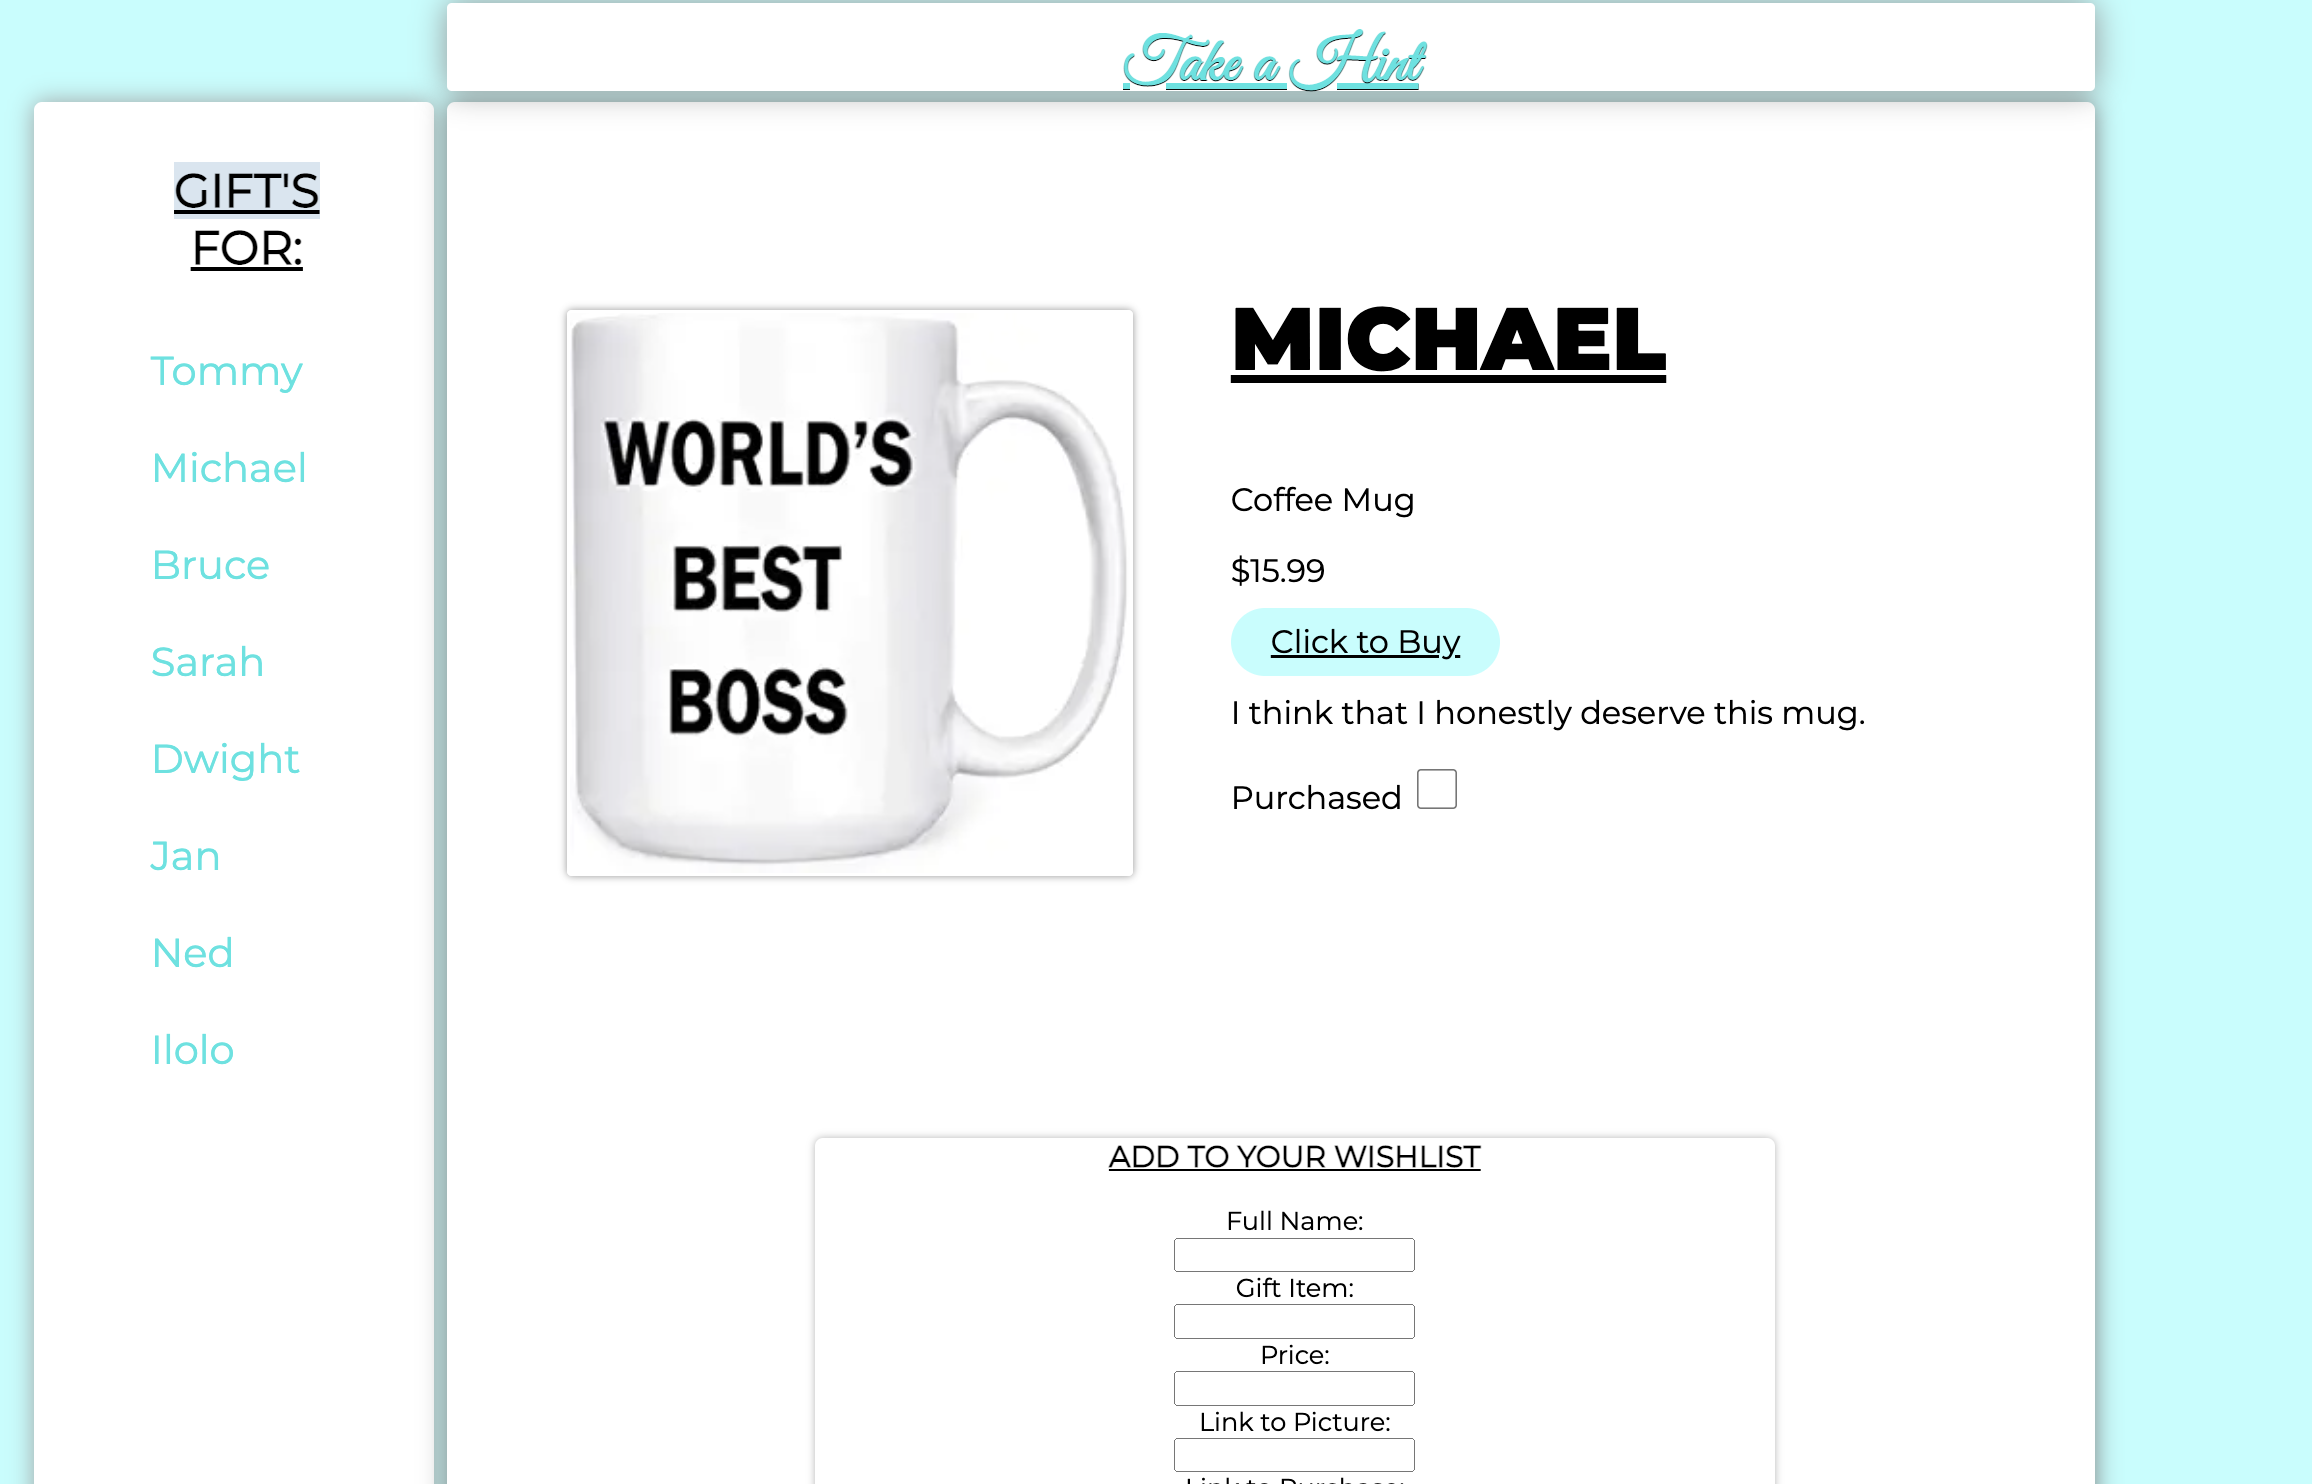 Take a Hint
GIFT'S
FOR:
Tommy
Michael
Bruce
Sarah
Dwight
Jan
Ned
Ilolo
WORLD'S
BEST
BOSS
MICHAEL
Coffee Mug
$15.99
Click to Buy
I think that I honestly deserve this mug.
Purchased
ADD TO YOUR WISHLIST
Full Name:
Gift Item:
Price:
Link to Picture: